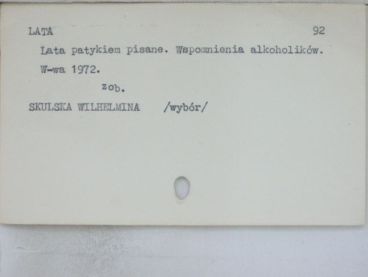 LATA 92
Lata patykiem pisane. Wspomnienia alkoholików.
W-wa 1972.
zob.
SKULSKA WILHELMINA /wybór/